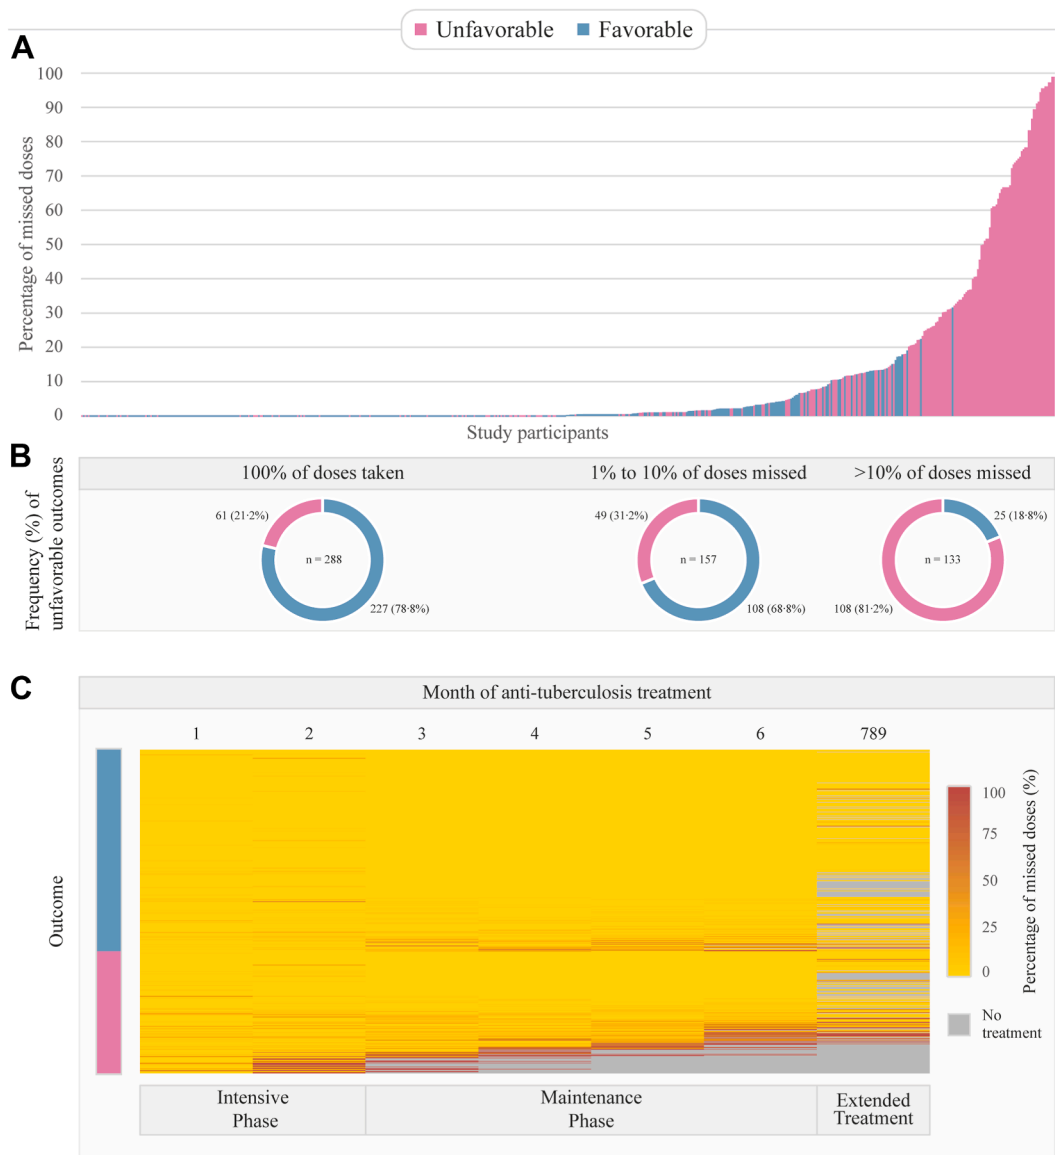 Unfavorable Favorable
A
100
90
80
70
60
50
40
30
20
10
0
Percentage of missed doses
Study participants
B
100% of doses taken 1% to 10% of doses missed >10% of doses missed
Frequency (%) of
unfavorable outcomes
61 (21·2%)
n = 288
227 (78·8%)
49 (31·2%)
n = 157
108 (68·8%)
25 (18·8%)
n = 133
108 (81·2%)
C
Month of anti-tuberculosis treatment
1 2 3 4 5 6 789
Outcome
100
75
50
25
0
Percentage of missed doses (%)
No
treatment
Intensive
Phase
Maintenance
Phase
Extended
Treatment